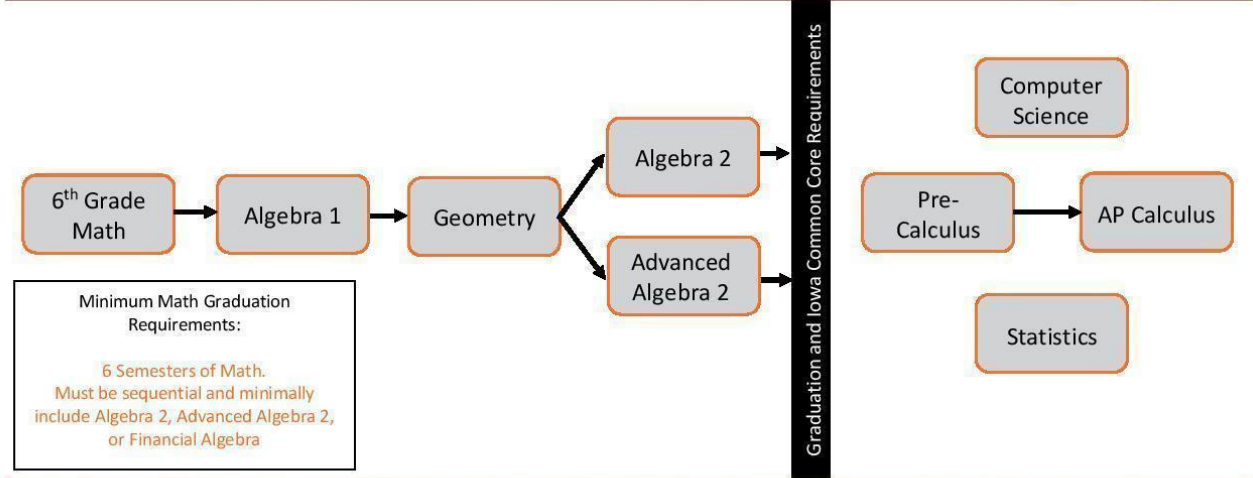 6th Grade
Math
Algebra 1
Geometry
Algebra 2
Advanced
Algebra 2
Graduation and Iowa Common Core Requirements
Computer
Science
Pre-
Calculus
AP Calculus
Statistics
Minimum Math Graduation
Requirements:
6 Semesters of Math.
Must be sequential and minimally
include Algebra 2, Advanced Algebra 2,
or Financial Algebra